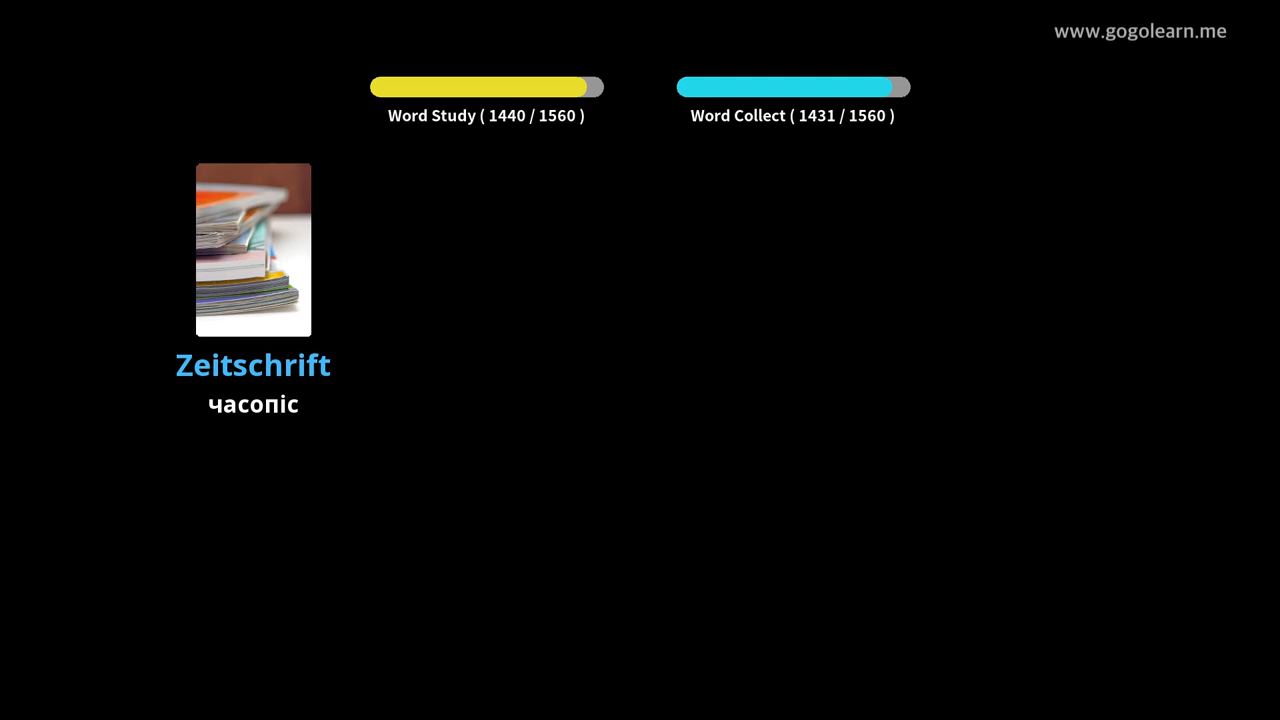 www.gogolearn.me
Word Study ( 1440 / 1560 )
Word Collect ( 1431 / 1560 )
Zeitschrift
часопіс